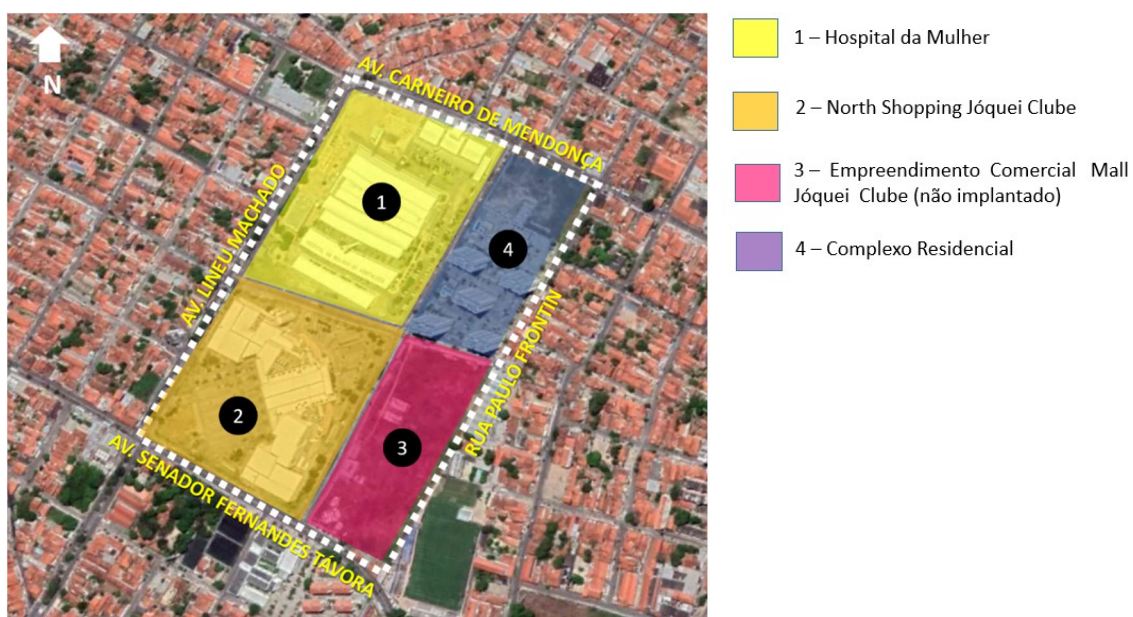 N
AV. CARNEIRO DE MENDONÇA
AV. LINEU MACHADO
RUA PAULO FRONTIN
AV. SENADOR FERNANDES TÁVORA
1
4
2
3
1 – Hospital da Mulher
2 – North Shopping Jóquei Clube
3 – Empreendimento Comercial Mall
Jóquei Clube (não implantado)
4 – Complexo Residencial